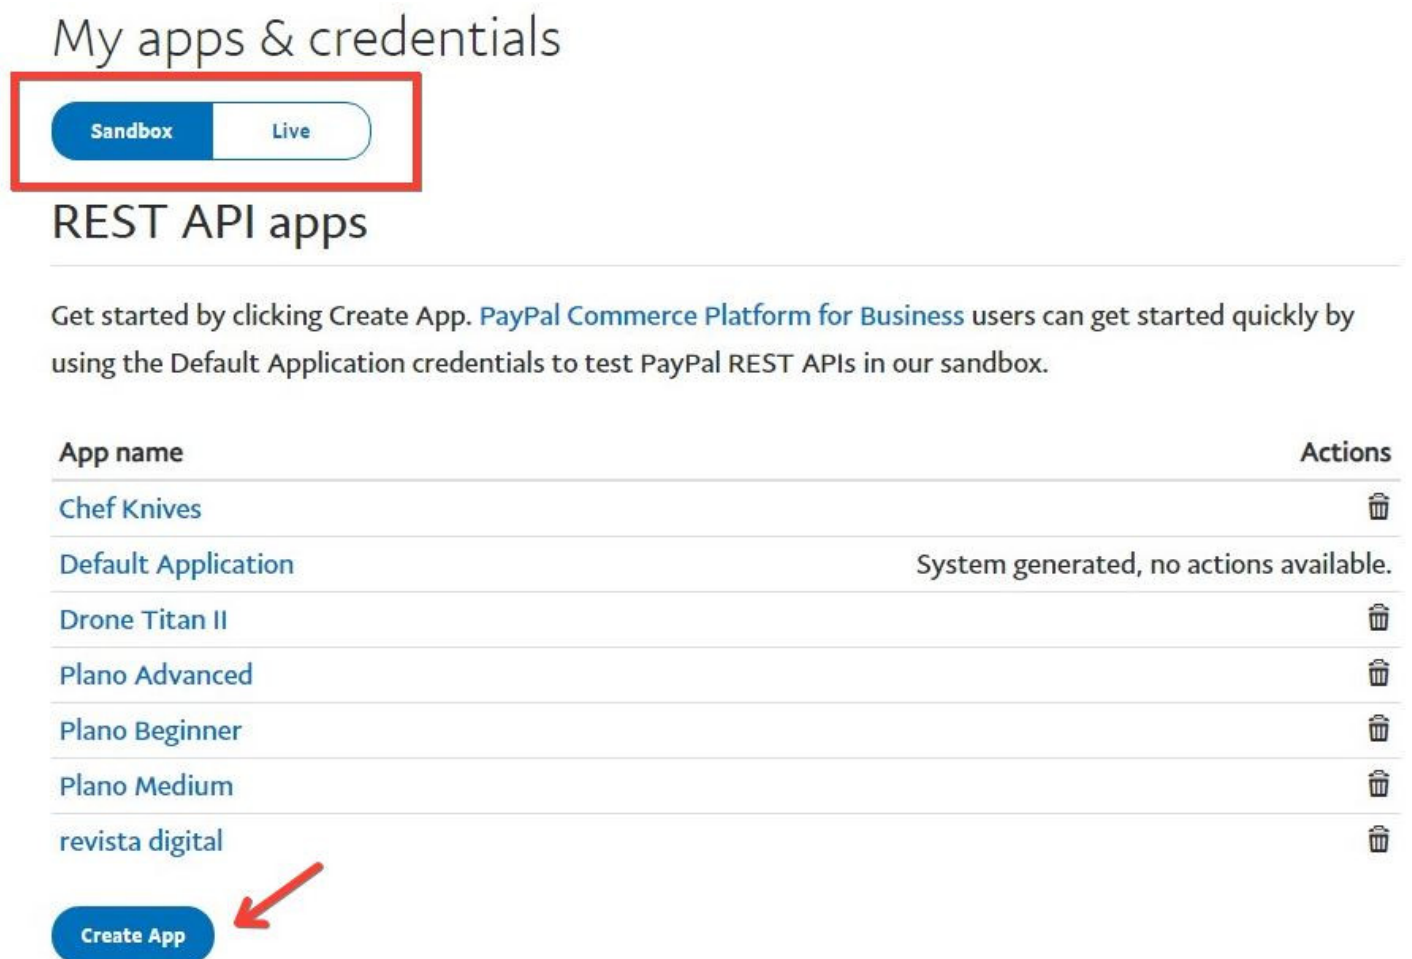 My apps & credentials
Sandbox Live
REST API apps
Get started by clicking Create App. PayPal Commerce Platform for Business users can get started quickly by
using the Default Application credentials to test PayPal REST APIs in our sandbox.
App name Actions
Chef Knives
Default Application System generated, no actions available.
Drone Titan II
Plano Advanced
Plano Beginner
Plano Medium
revista digital
Create App